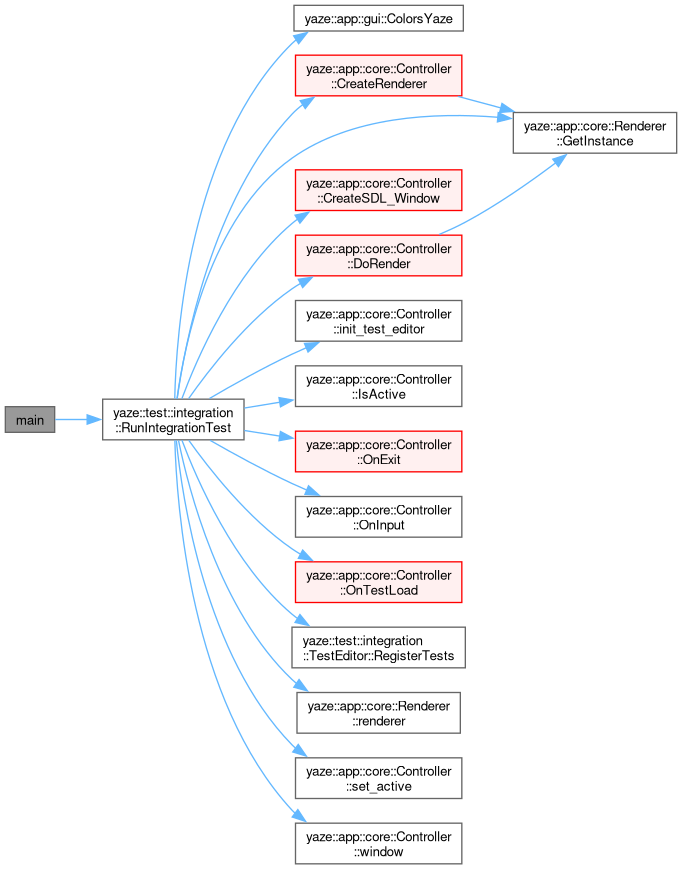 yaze::app::gui::ColorsYaze
yaze::app::core::Controller
::CreateRenderer
yaze::app::core::Renderer
::GetInstance
yaze::app::core::Controller
::CreateSDL_Window
yaze::app::core::Controller
::DoRender
yaze::app::core::Controller
::init_test_editor
yaze::app::core::Controller
::IsActive
main
yaze::test::integration
::RunIntegrationTest
yaze::app::core::Controller
::OnExit
yaze::app::core::Controller
::OnInput
yaze::app::core::Controller
::OnTestLoad
yaze::test::integration
::TestEditor::RegisterTests
yaze::app::core::Renderer
::renderer
yaze::app::core::Controller
::set_active
yaze::app::core::Controller
::window